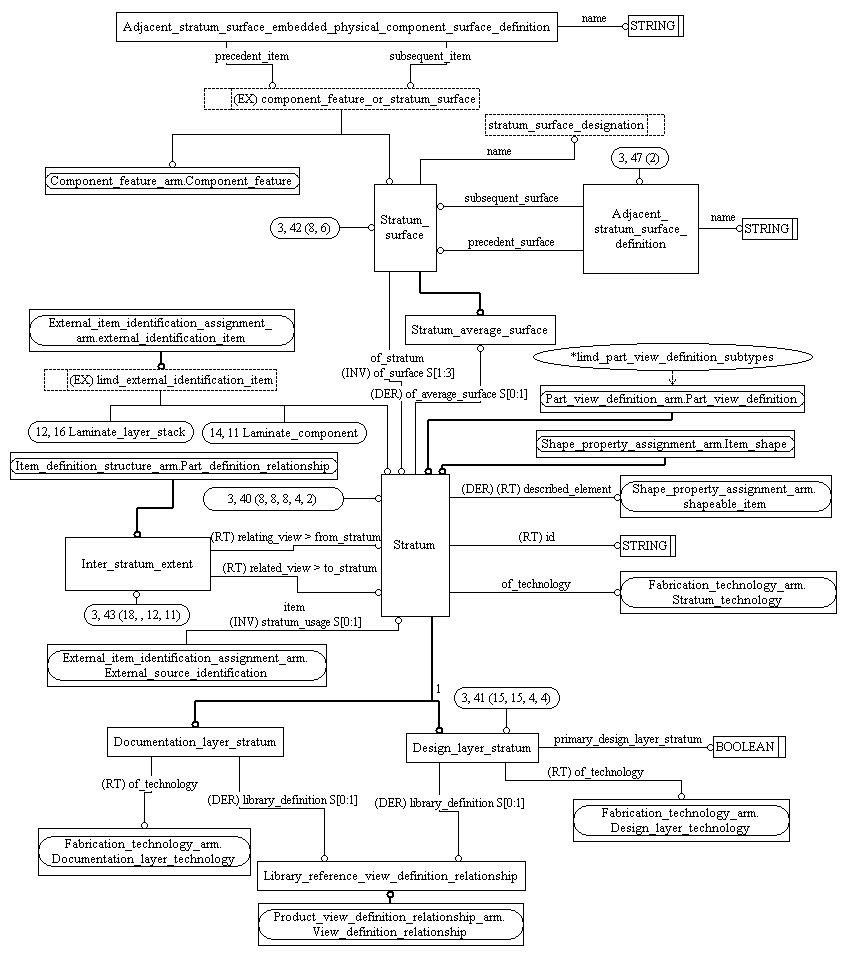 Adjacent_stratum_surface_embedded_physical_component_surface_definition
name
STRING
precedent_item
subsequent_item
(EX) component_feature_or_stratum_surface
stratum_surface_designation
name
3, 47 (2)
Component_feature_arm.Component_feature
Stratum_
surface
subsequent_surface
Adjacent_
stratum_surface_
definition
name
STRING
3, 42 (8, 6)
precedent_surface
External_item_identification_assignment_
arm.external_identification_item
Stratum_average_surface
of_stratum
(INV) of_surface S[1:3]
*limd_part_view_definition_subtypes
(EX) limd_external_identification_item
(DER) of_average_surface S[0:1]
Part_view_definition_arm.Part_view_definition
12, 16 Laminate_layer_stack
14, 11 Laminate_component
Shape_property_assignment_arm.Item_shape
Item_definition_structure_arm.Part_definition_relationship
3, 40 (8, 8, 8, 4, 2)
(DER) (RT) described_element
Shape_property_assignment_arm.
shapeable_item
Stratum
(RT) relating_view > from_stratum
(RT) id
STRING
Inter_stratum_extent
(RT) related_view > to_stratum
of_technology
Fabrication_technology_arm.
Stratum_technology
3, 43 (18, , 12, 11)
item
(INV) stratum_usage S[0:1]
External_item_identification_assignment_arm.
External_source_identification
1
3, 41 (15, 15, 4, 4)
Documentation_layer_stratum
Design_layer_stratum
primary_design_layer_stratum
BOOLEAN
(RT) of_technology
(RT) of_technology
(DER) library_definition S[0:1]
(DER) library_definition S[0:1]
Fabrication_technology_arm.
Design_layer_technology
Fabrication_technology_arm.
Documentation_layer_technology
Library_reference_view_definition_relationship
Product_view_definition_relationship_arm.
View_definition_relationship